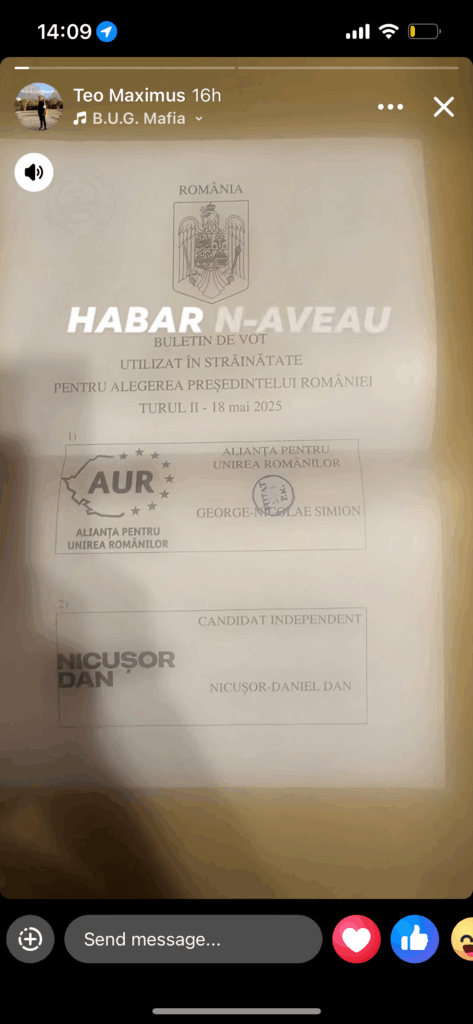 14:09
Teo Maximus 16h
B.U.G. Mafia
ROMÂNIA
HABAR N-AVEAU
BULETIN DE VOT
UTILIZAT ÎN STRĂINĂTATE
PENTRU ALEGEREA PREȘEDINTELUI ROMÂNIEI
TURUL II - 18 mai 2025
1)
AUR
ALIANȚA PENTRU
UNIREA ROMÂNILOR
ALIANȚA PENTRU
UNIREA ROMÂNILOR
GEORGE-NICOLAE SIMION
2)
NICUȘOR
DAN
CANDIDAT INDEPENDENT
NICUȘOR-DANIEL DAN
Send message...